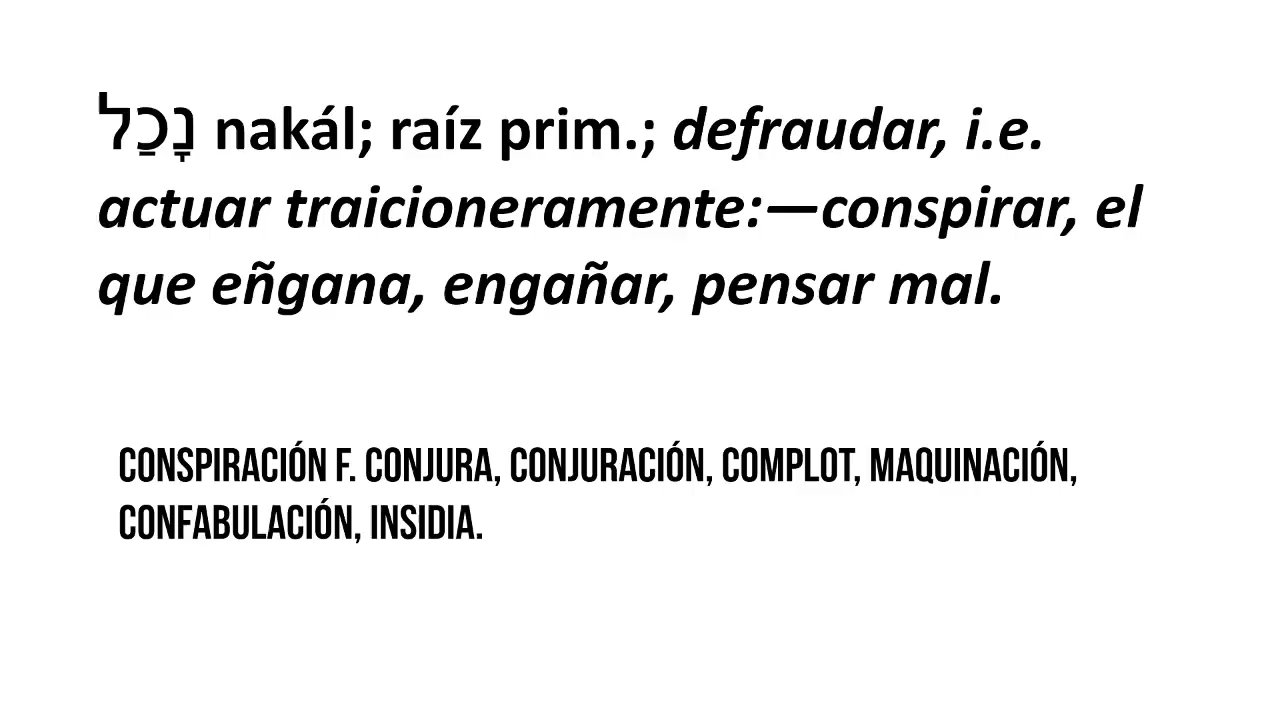 נָכַל nakál; raíz prim.; defraudar, i.e.
actuar traicioneramente:—conspirar, el
que eñgana, engañar, pensar mal.
CONSPIRACIÓN F. CONJURA, CONJURACIÓN, COMPLOT, MAQUINACIÓN,
CONFABULACIÓN, INSIDIA.